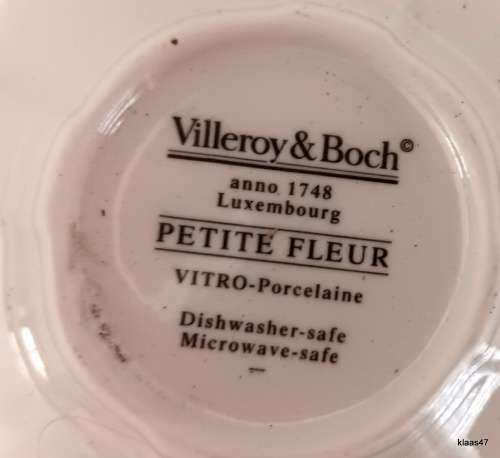 Villeroy & Boch©
anno 1748
Luxembourg
PETITE FLEUR
VITRO-Porcelaine
Dishwasher-safe
Microwave-safe
klaas47